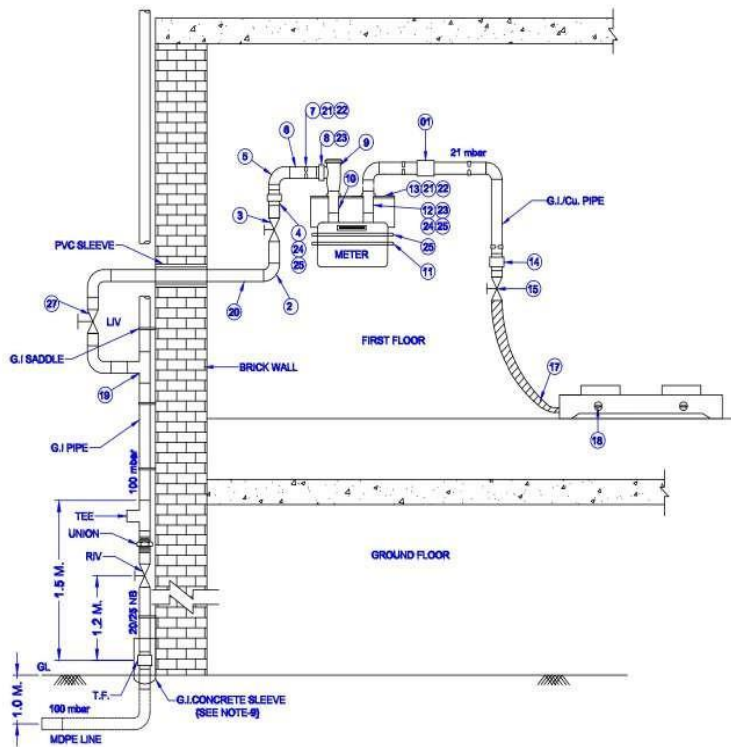 7 21 22
8 23 9
6
5
10
01
21 mbar
13 21 22
12 23
24 25
3
4
24
25
25
METER
11
G.I./Cu. PIPE
14
15
PVC SLEEVE
20
2
27
LIV
G.I SADDLE
BRICK WALL
FIRST FLOOR
19
17
18
G.I PIPE
100 mbar
TEE
UNION
RIV
GROUND FLOOR
1.5 M.
1.2 M.
20/25 NB
GL
T.F.
G.I.CONCRETE SLEEVE
(SEE NOTE-9)
1.0 M.
100 mbar
MDPE LINE